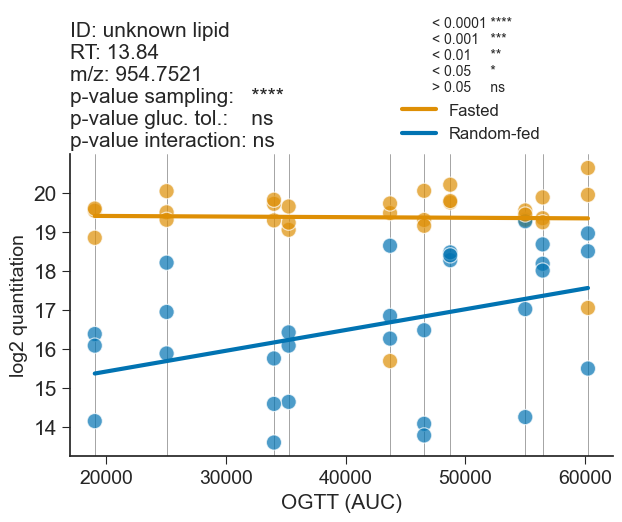 ID: unknown lipid
RT: 13.84
m/z: 954.7521
p-value sampling: ****
p-value gluc. tol.: ns
p-value interaction: ns
< 0.0001 ****
< 0.001 ***
< 0.01 **
< 0.05 *
> 0.05 ns
Fasted
Random-fed
log2 quantitation
20
19
18
17
16
15
14
20000 30000 40000 50000 60000
OGTT (AUC)